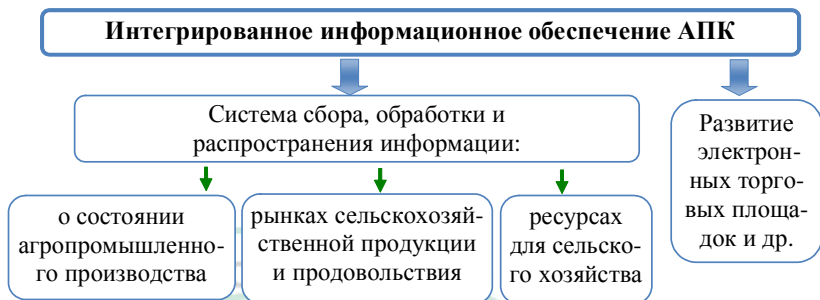 Интегрированное информационное обеспечение АПК
Система сбора, обработки и
распространения информации:
Развитие
электрон-
ных торго-
вых площа-
док и др.
о состоянии
агропромышленно-
го производства
рынках сельскохозяй-
ственной продукции
и продовольствия
ресурсах
для сельско-
го хозяйства